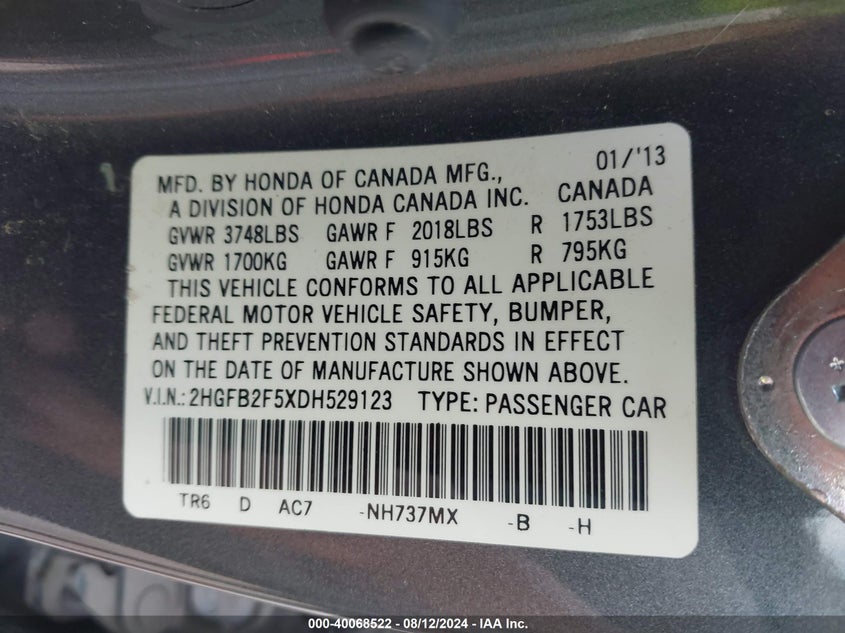 MFD. BY HONDA OF CANADA MFG., 01/'13
A DIVISION OF HONDA CANADA INC. CANADA
GVWR 3748LBS GAWR F 2018LBS R 1753LBS
GVWR 1700KG GAWR F 915KG R 795KG
THIS VEHICLE CONFORMS TO ALL APPLICABLE
FEDERAL MOTOR VEHICLE SAFETY, BUMPER,
AND THEFT PREVENTION STANDARDS IN EFFECT
ON THE DATE OF MANUFACTURE SHOWN ABOVE.
V.I.N.: 2HGFB2F5XDH529123 TYPE: PASSENGER CAR
TR6 D AC7 -NH737MX -B -H
000-40068522 - 08/12/2024 - IAA Inc.